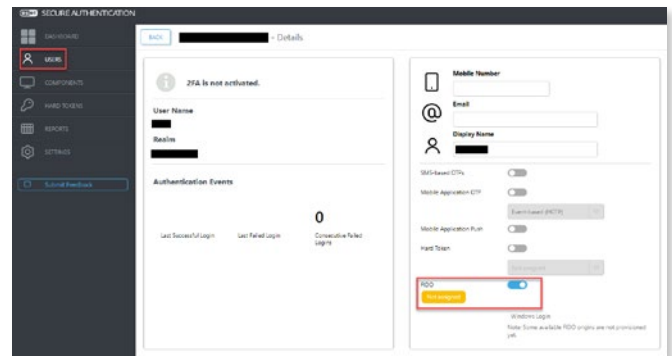 ESET SECURE AUTHENTICATION
DASHBOARD
BACK
- Details
USERS
COMPONENTS
HARD TOKENS
REPORTS
SETTINGS
Submit Feedback
2FA is not activated.
User Name
Realm
Authentication Events
0
Last Successful Login
Last Failed Login
Consecutive Failed
Logins
Mobile Number
Email
Display Name
SMS-based OTPs
Mobile Application OTP
Event-based (HOTP)
Mobile Application Push
Hard Token
Not assigned
FIDO
Not assigned
Windows Login
Note: Some available FIDO origins are not provisioned
yet.